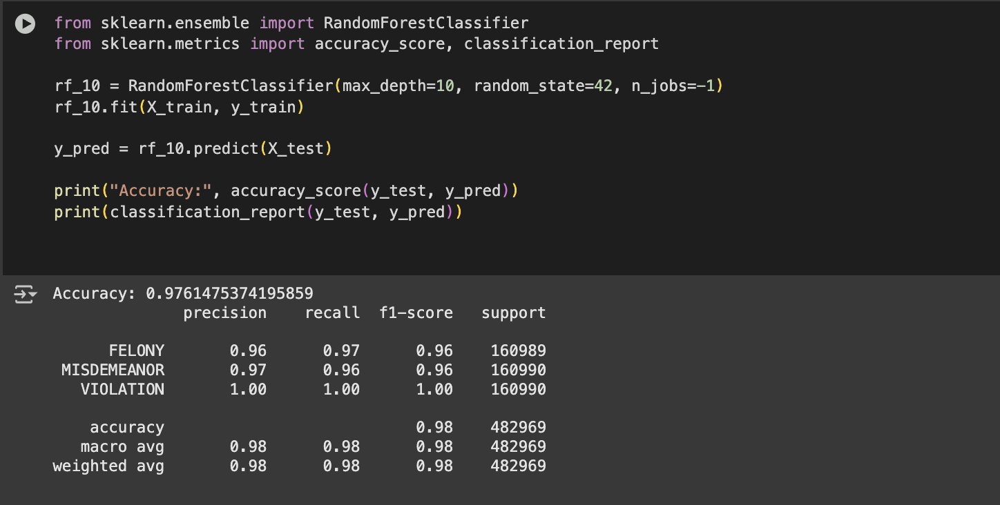 from sklearn.ensemble import RandomForestClassifier
from sklearn.metrics import accuracy_score, classification_report
rf_10 = RandomForestClassifier(max_depth=10, random_state=42, n_jobs=-1)
rf_10.fit(X_train, y_train)
y_pred = rf_10.predict(X_test)
print("Accuracy:", accuracy_score(y_test, y_pred))
print(classification_report(y_test, y_pred))
Accuracy: 0.9761475374195859
precision recall f1-score support
FELONY 0.96 0.97 0.96 160989
MISDEMEANOR 0.97 0.96 0.96 160990
VIOLATION 1.00 1.00 1.00 160990
accuracy 0.98 482969
macro avg 0.98 0.98 0.98 482969
weighted avg 0.98 0.98 0.98 482969